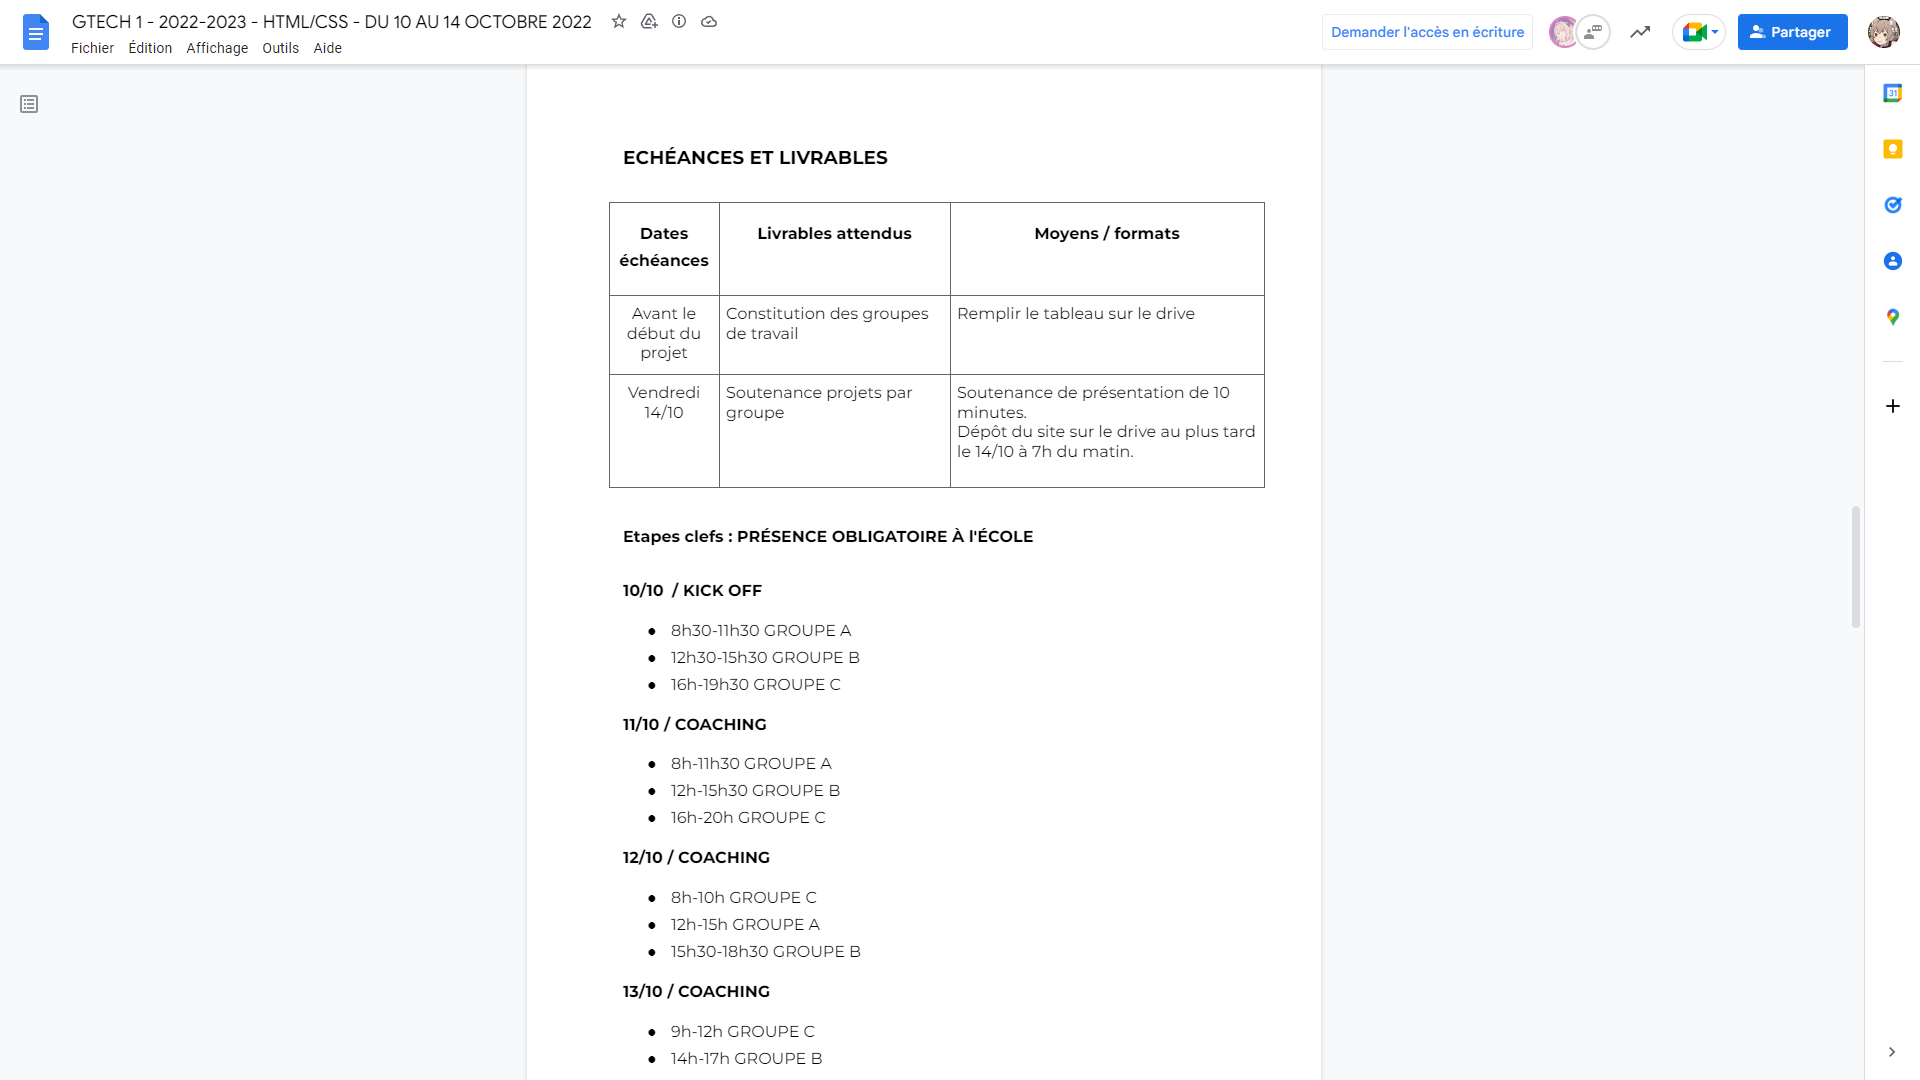 GTECH 1 - 2022-2023 - HTML/CSS - DU 10 AU 14 OCTOBRE 2022
Fichier Édition Affichage Outils Aide
Demander l'accès en écriture
Partager
31
ECHÉANCES ET LIVRABLES
Dates
échéances
Livrables attendus
Moyens / formats
Avant le
début du
projet
Constitution des groupes
de travail
Remplir le tableau sur le drive
Vendredi
14/10
Soutenance projets par
groupe
Soutenance de présentation de 10
minutes.
Dépôt du site sur le drive au plus tard
le 14/10 à 7h du matin.
Etapes clefs : PRÉSENCE OBLIGATOIRE À l'ÉCOLE
10/10 / KICK OFF
● 8h30-11h30 GROUPE A
● 12h30-15h30 GROUPE B
● 16h-19h30 GROUPE C
11/10 / COACHING
● 8h-11h30 GROUPE A
● 12h-15h30 GROUPE B
● 16h-20h GROUPE C
12/10 / COACHING
● 8h-10h GROUPE C
● 12h-15h GROUPE A
● 15h30-18h30 GROUPE B
13/10 / COACHING
● 9h-12h GROUPE C
● 14h-17h GROUPE B